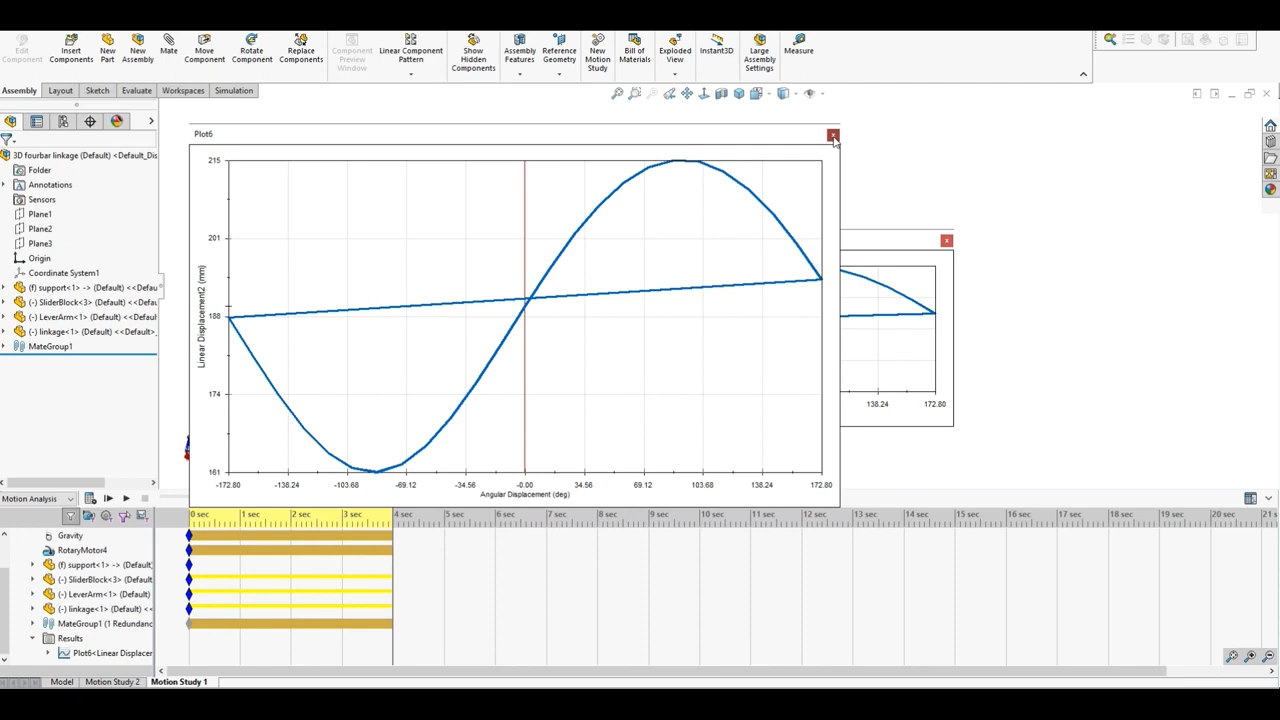 Edit Components
Insert Components
New Part
New Assembly
Mate
Move Component
Rotate Component
Replace Components
Component Preview Window
Linear Component Pattern
Show Hidden Components
Assembly Features
Reference Geometry
New Motion Study
Bill of Materials
Exploded View
Instant3D
Large Assembly Settings
Measure
Assembly Layout Sketch Evaluate Workspaces Simulation
3D fourbar linkage (Default) <Default_Dis
Folder
Annotations
Sensors
Plane1
Plane2
Plane3
Origin
Coordinate System1
(f) support<1> -> (Default) <<Defau
(-) SliderBlock<3> (Default) <<Defau
(-) LeverArm<1> (Default) <<Default
(-) linkage<1> (Default) <<Default>_
MateGroup1
Plot6
215
201
188
174
161
Linear Displacement2 (mm)
-172.80 -138.24 -103.68 -69.12 -34.56 -0.00 34.56 69.12 103.68 138.24 172.80
Angular Displacement (deg)
138.24 172.80
Motion Analysis
0 sec 1 sec 2 sec 3 sec 4 sec 5 sec 6 sec 7 sec 8 sec 9 sec 10 sec 11 sec 12 sec 13 sec 14 sec 15 sec 16 sec 17 sec 18 sec 19 sec 20 sec 21 s
Gravity
RotaryMotor4
(f) support<1> -> (Default)
(-) SliderBlock<3> (Default)
(-) LeverArm<1> (Default)
(-) linkage<1> (Default) <<
MateGroup1 (1 Redundanc
Results
Plot6<Linear Displacer
Model Motion Study 2 Motion Study 1